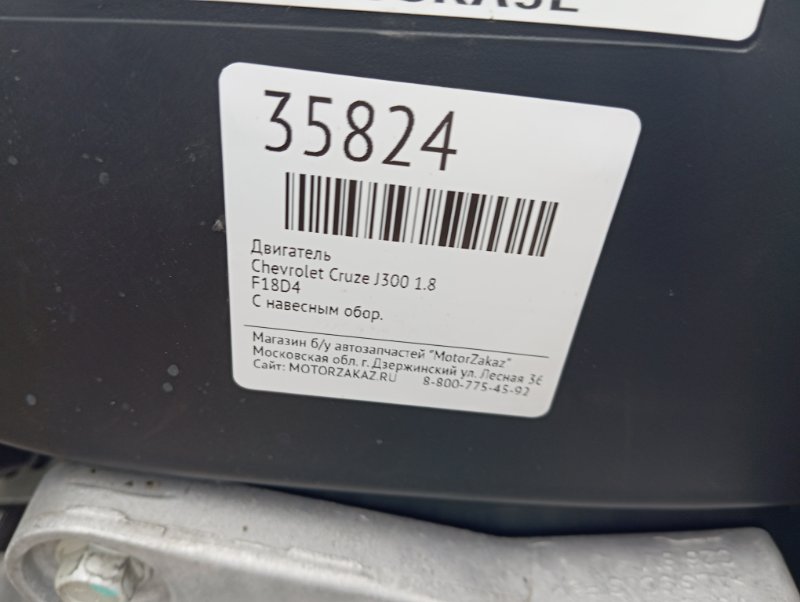 35824
Двигатель
Chevrolet Cruze J300 1.8
F18D4
С навесным обор.
Магазин б/у автозапчастей "MotorZakaz"
Московская обл. г. Дзержинский ул. Лесная 36
Сайт: MOTORZAKAZ.RU 8-800-775-45-92